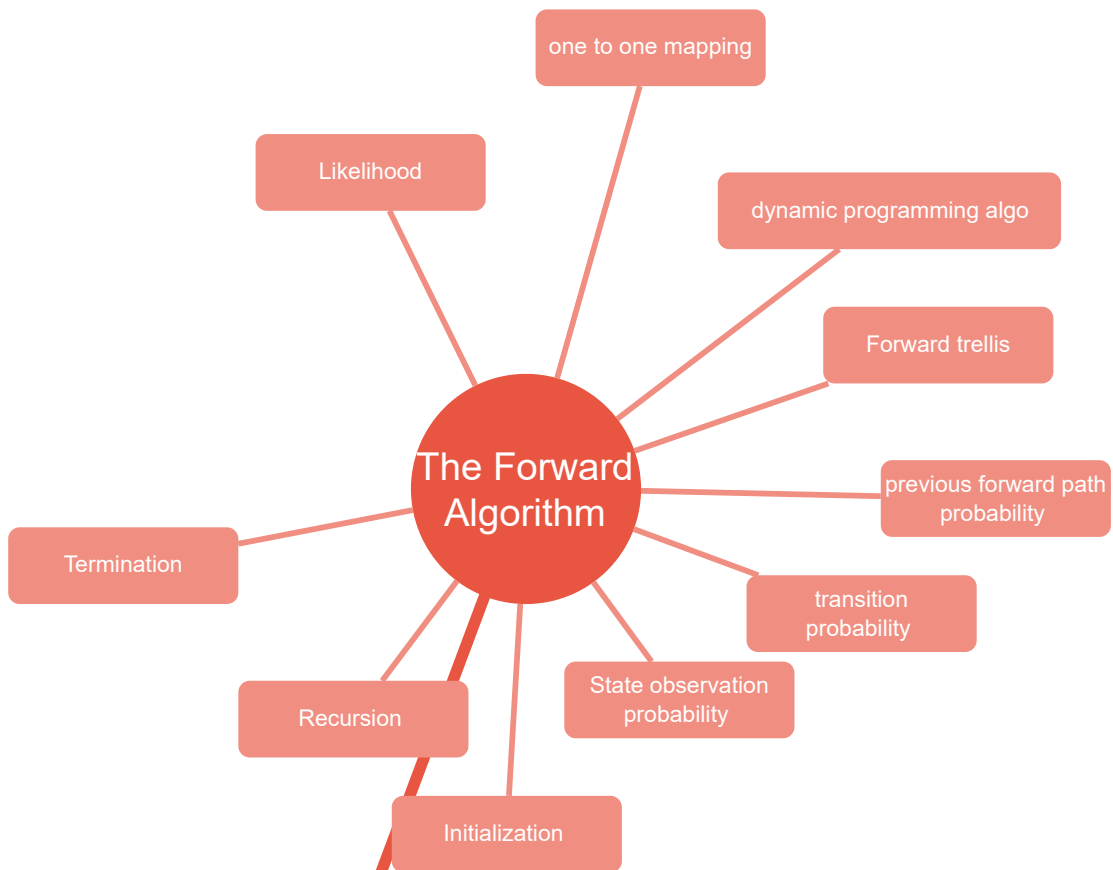 one to one mapping
Likelihood
dynamic programming algo
Forward trellis
The Forward
Algorithm
previous forward path
probability
Termination
transition
probability
State observation
probability
Recursion
Initialization